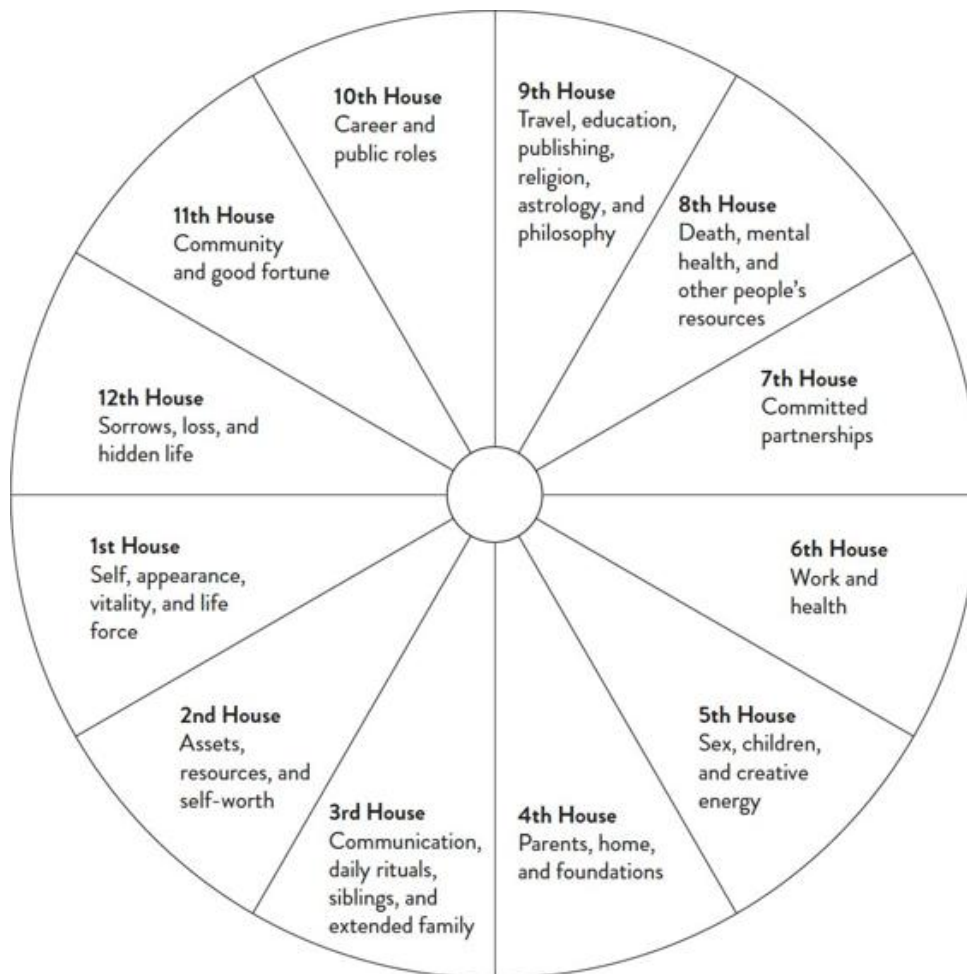 10th House
Career and
public roles
9th House
Travel, education,
publishing,
religion,
astrology, and
philosophy
11th House
Community
and good fortune
8th House
Death, mental
health, and
other people's
resources
12th House
Sorrows, loss, and
hidden life
7th House
Committed
partnerships
1st House
Self, appearance,
vitality, and life
force
6th House
Work and
health
2nd House
Assets,
resources, and
self-worth
5th House
Sex, children,
and creative
energy
3rd House
Communication,
daily rituals,
siblings, and
extended family
4th House
Parents, home,
and foundations